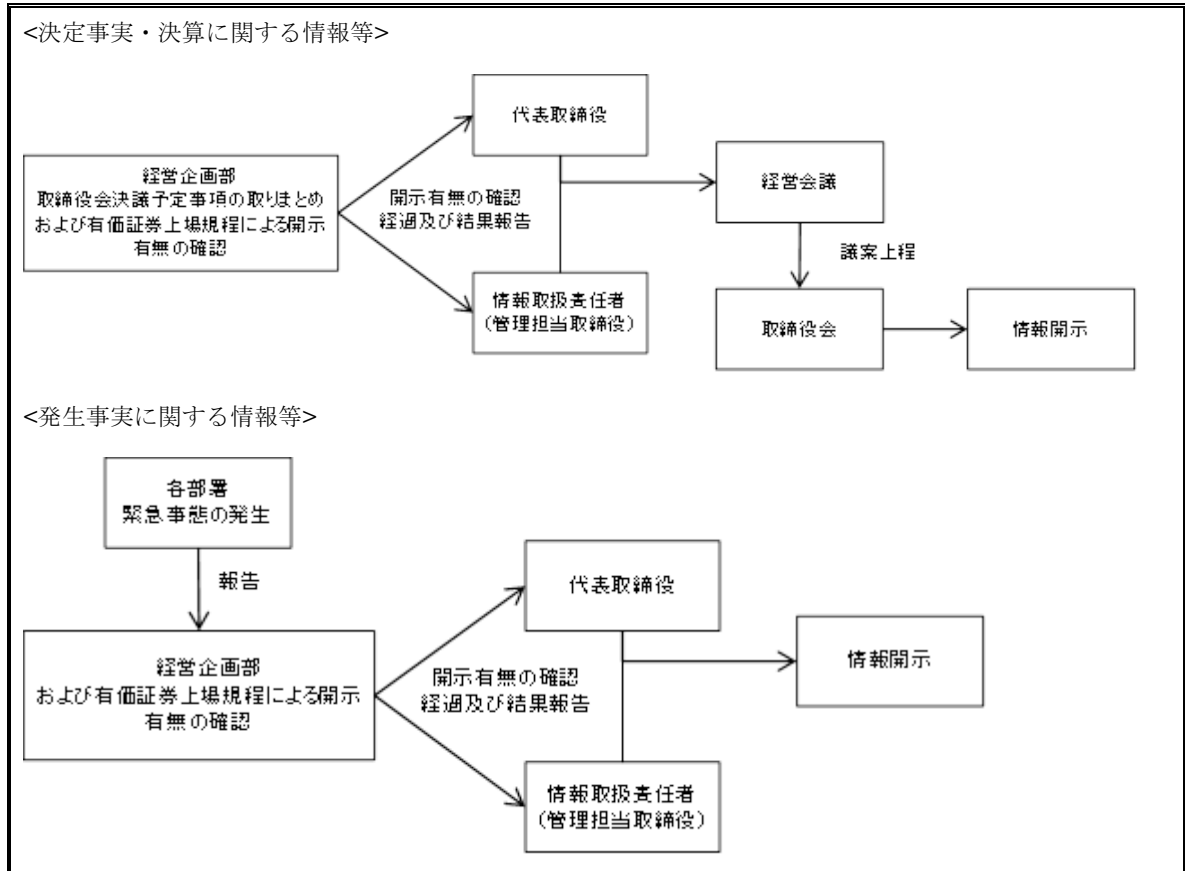 <決定事実・決算に関する情報等>
代表取締役
経営企画部
取締役会決議予定事項の取りまとめ
および有価証券上場規程による開示
有無の確認
開示有無の確認
経過及び結果報告
経営会議
議案上程
情報取扱責任者
(管理担当取締役)
取締役会
情報開示
<発生事実に関する情報等>
各部署
緊急事態の発生
報告
代表取締役
経営企画部
および有価証券上場規程による開示
有無の確認
開示有無の確認
経過及び結果報告
情報開示
情報取扱責任者
(管理担当取締役)